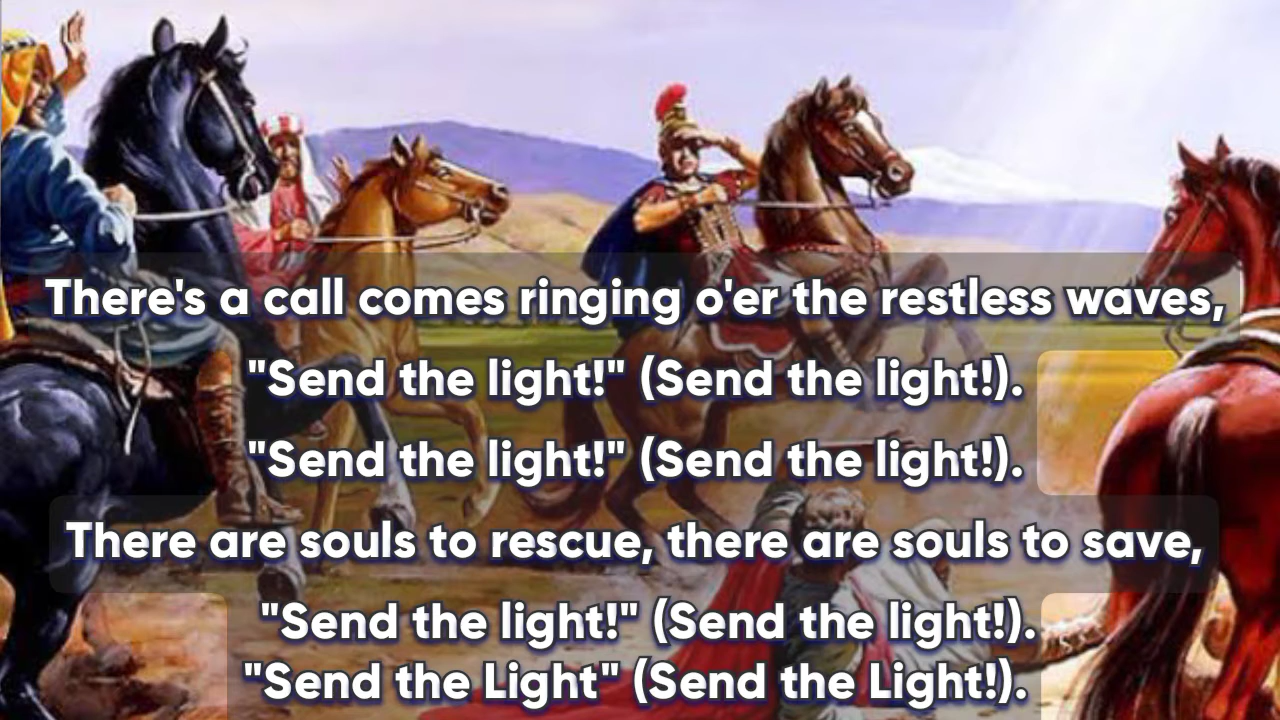 There's a call comes ringing o'er the restless waves,
"Send the light!" (Send the light!).
"Send the light!" (Send the light!).
There are souls to rescue, there are souls to save,
"Send the light!" (Send the light!).
"Send the Light" (Send the Light!).